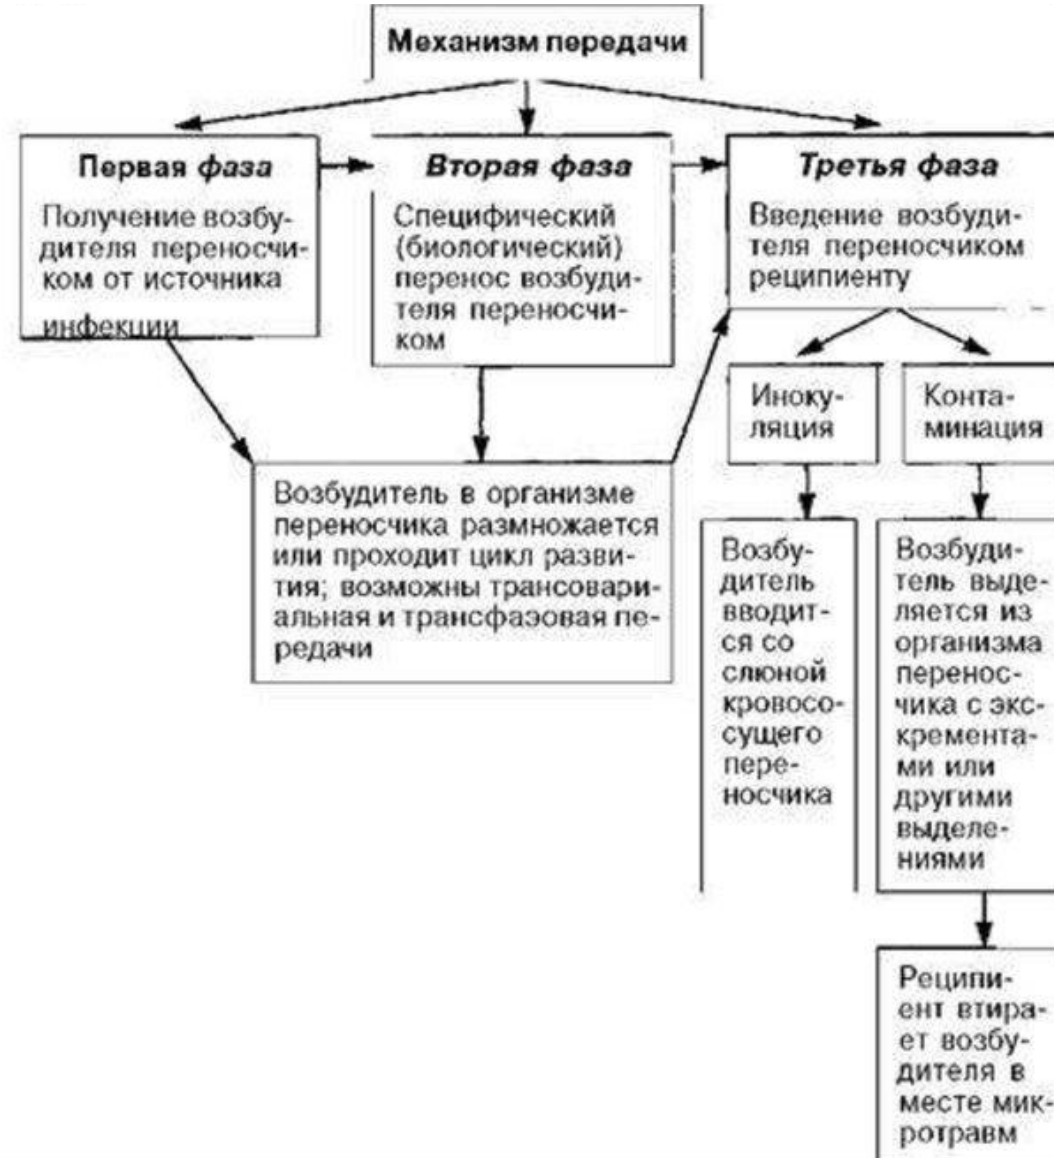 Механизм передачи
Первая фаза
Получение возбу-
дителя переносчи-
ком от источника
инфекции
Вторая фаза
Специфический
(биологический)
перенос возбуди-
теля переносчи-
ком
Третья фаза
Введение возбуди-
теля переносчиком
реципиенту
Возбудитель в организме
переносчика размножается
или проходит цикл разви-
тия; возможны трансовари-
альная и трансфазовая пе-
редачи
Иноку-
ляция
Конта-
минация
Возбу-
дитель
вводит-
ся со
слюной
кровосо-
сущего
пере-
носчика
Возбуди-
тель выде-
ляется из
организма
перенос-
чика с экс-
кремента-
ми или
другими
выделе-
ниями
Реципи-
ент втира-
ет возбу-
дителя в
месте мик-
ротравм